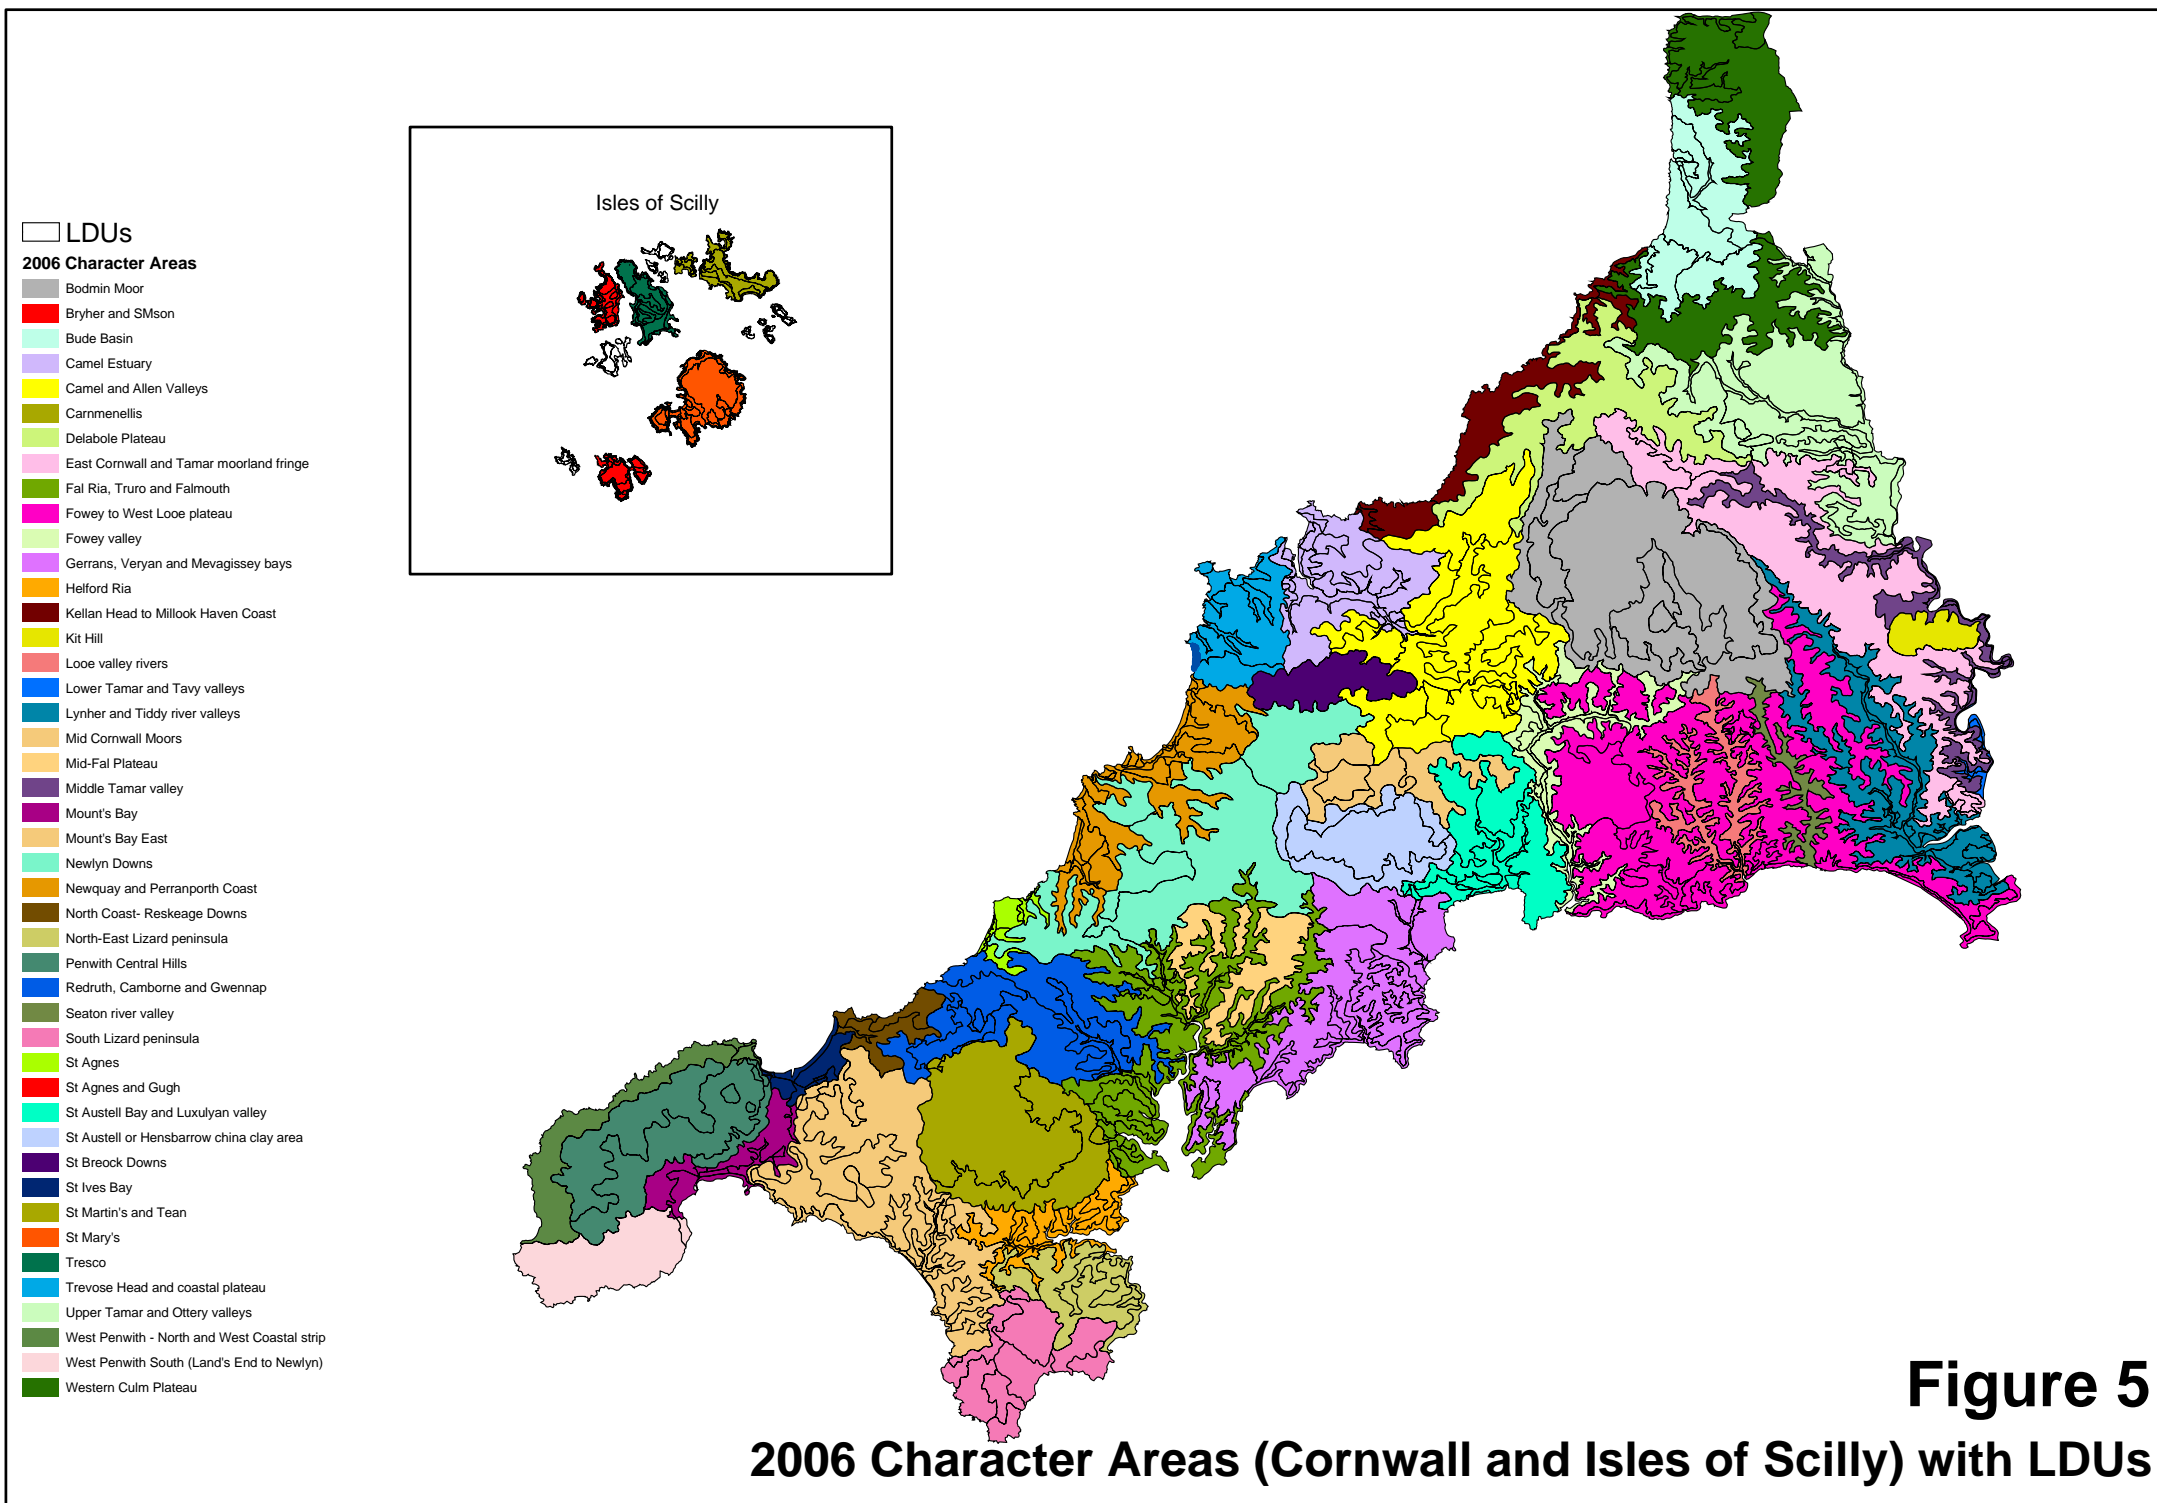 Isles of Scilly
LDUs
2006 Character Areas
Bodmin Moor
Bryher and SMson
Bude Basin
Camel Estuary
Camel and Allen Valleys
Carnmenellis
Delabole Plateau
East Cornwall and Tamar moorland fringe
Fal Ria, Truro and Falmouth
Fowey to West Looe plateau
Fowey valley
Gerrans, Veryan and Mevagissey bays
Helford Ria
Kellan Head to Millook Haven Coast
Kit Hill
Looe valley rivers
Lower Tamar and Tavy valleys
Lynher and Tiddy river valleys
Mid Cornwall Moors
Mid-Fal Plateau
Middle Tamar valley
Mount's Bay
Mount's Bay East
Newlyn Downs
Newquay and Perranporth Coast
North Coast- Reskeage Downs
North-East Lizard peninsula
Penwith Central Hills
Redruth, Camborne and Gwennap
Seaton river valley
South Lizard peninsula
St Agnes
St Agnes and Gugh
St Austell Bay and Luxulyan valley
St Austell or Hensbarrow china clay area
St Breock Downs
St Ives Bay
St Martin's and Tean
St Mary's
Tresco
Trevose Head and coastal plateau
Upper Tamar and Ottery valleys
West Penwith - North and West Coastal strip
West Penwith South (Land's End to Newlyn)
Western Culm Plateau
Figure 5
2006 Character Areas (Cornwall and Isles of Scilly) with LDUs